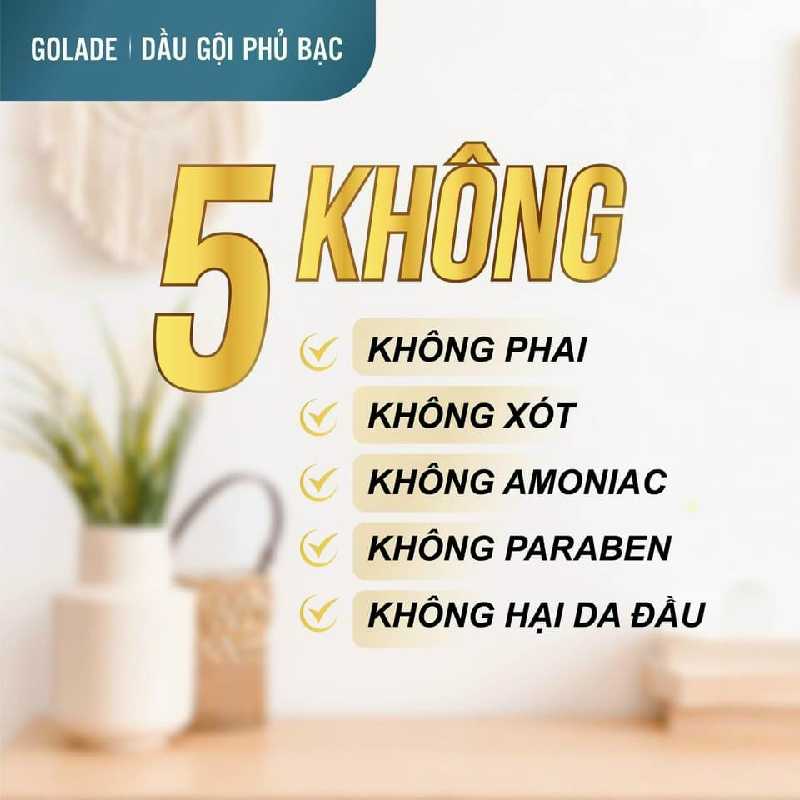 GOLADE | DẦU GỘI PHỦ BẠC
5 KHÔNG
KHÔNG PHAI
KHÔNG XÓT
KHÔNG AMONIAC
KHÔNG PARABEN
KHÔNG HẠI DA ĐẦU